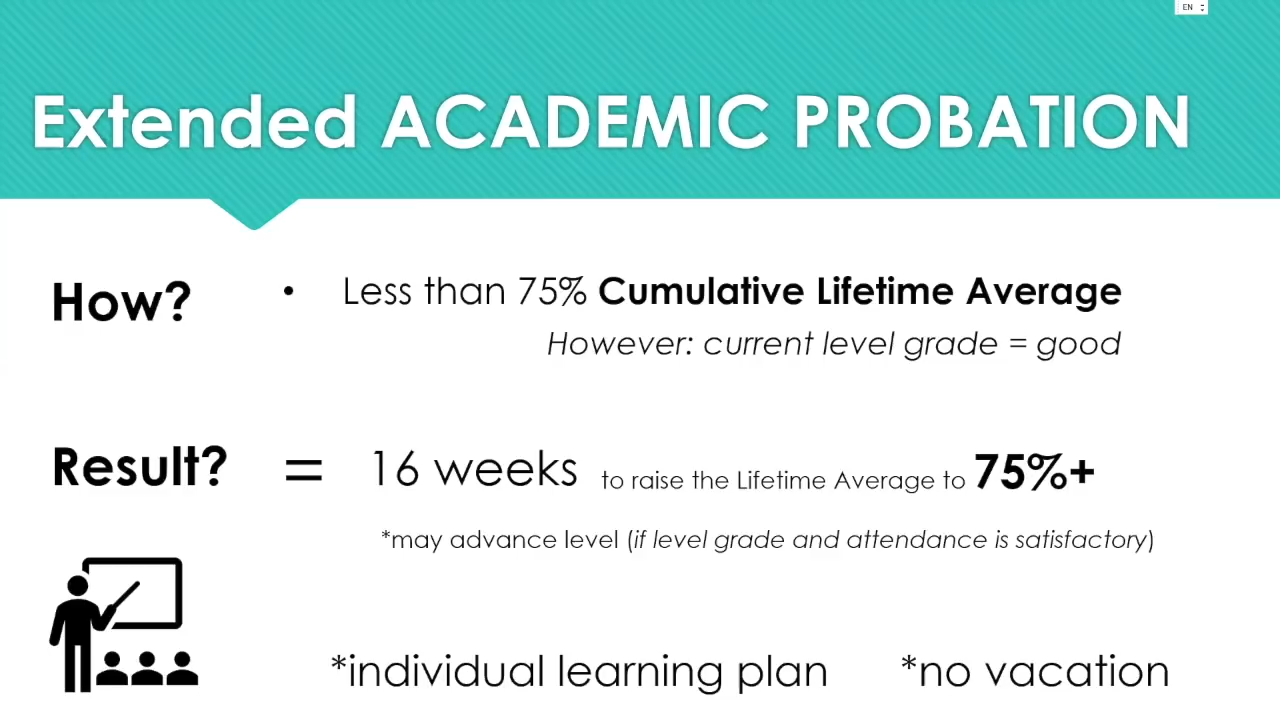 EN
Extended ACADEMIC PROBATION
How? • Less than 75% Cumulative Lifetime Average
However: current level grade = good
Result? = 16 weeks to raise the Lifetime Average to 75%+
*may advance level (if level grade and attendance is satisfactory)
*individual learning plan *no vacation